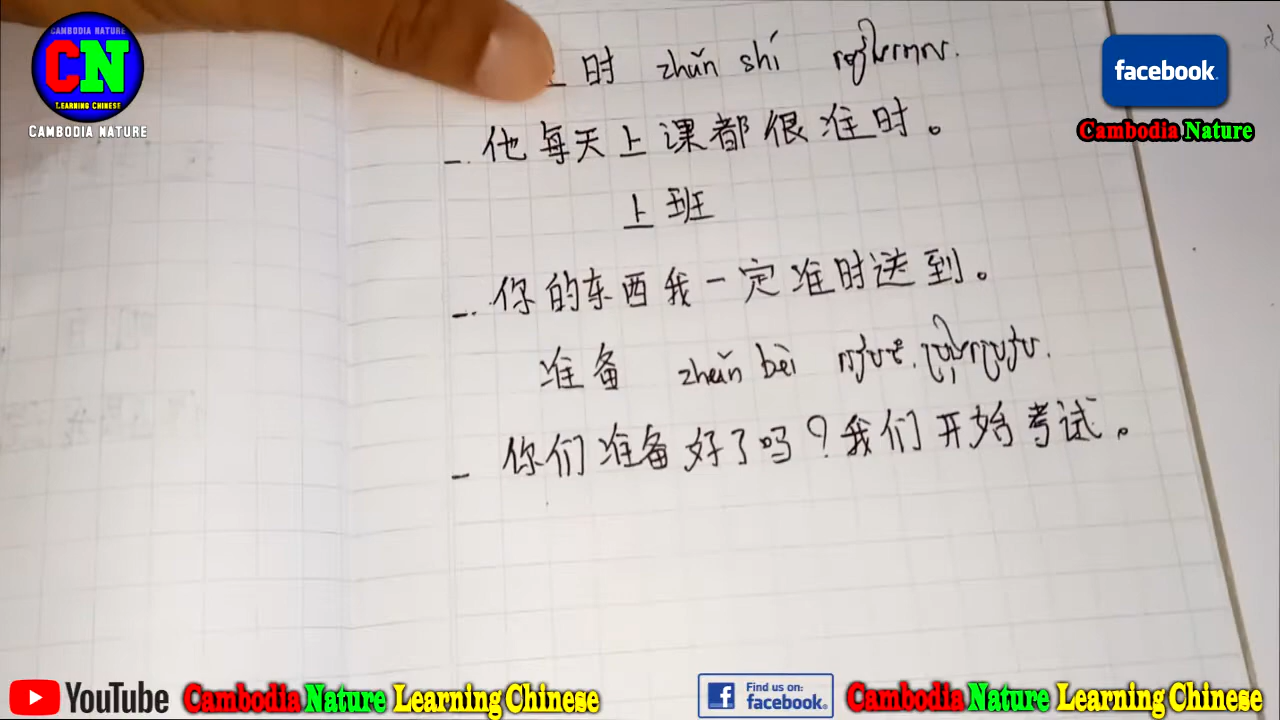 CAMBODIA NATURE
CN
LEARNING CHINESE
CAMBODIA NATURE
facebook
Cambodia Nature
时 zhǔn shí
- 他每天上课都很准时。
上班
- 你的东西我一定准时送到。
准备 zhǔn bèi
- 你们准备好了吗？我们开始考试。
YouTube Cambodia Nature Learning Chinese
Find us on: facebook Cambodia Nature Learning Chinese